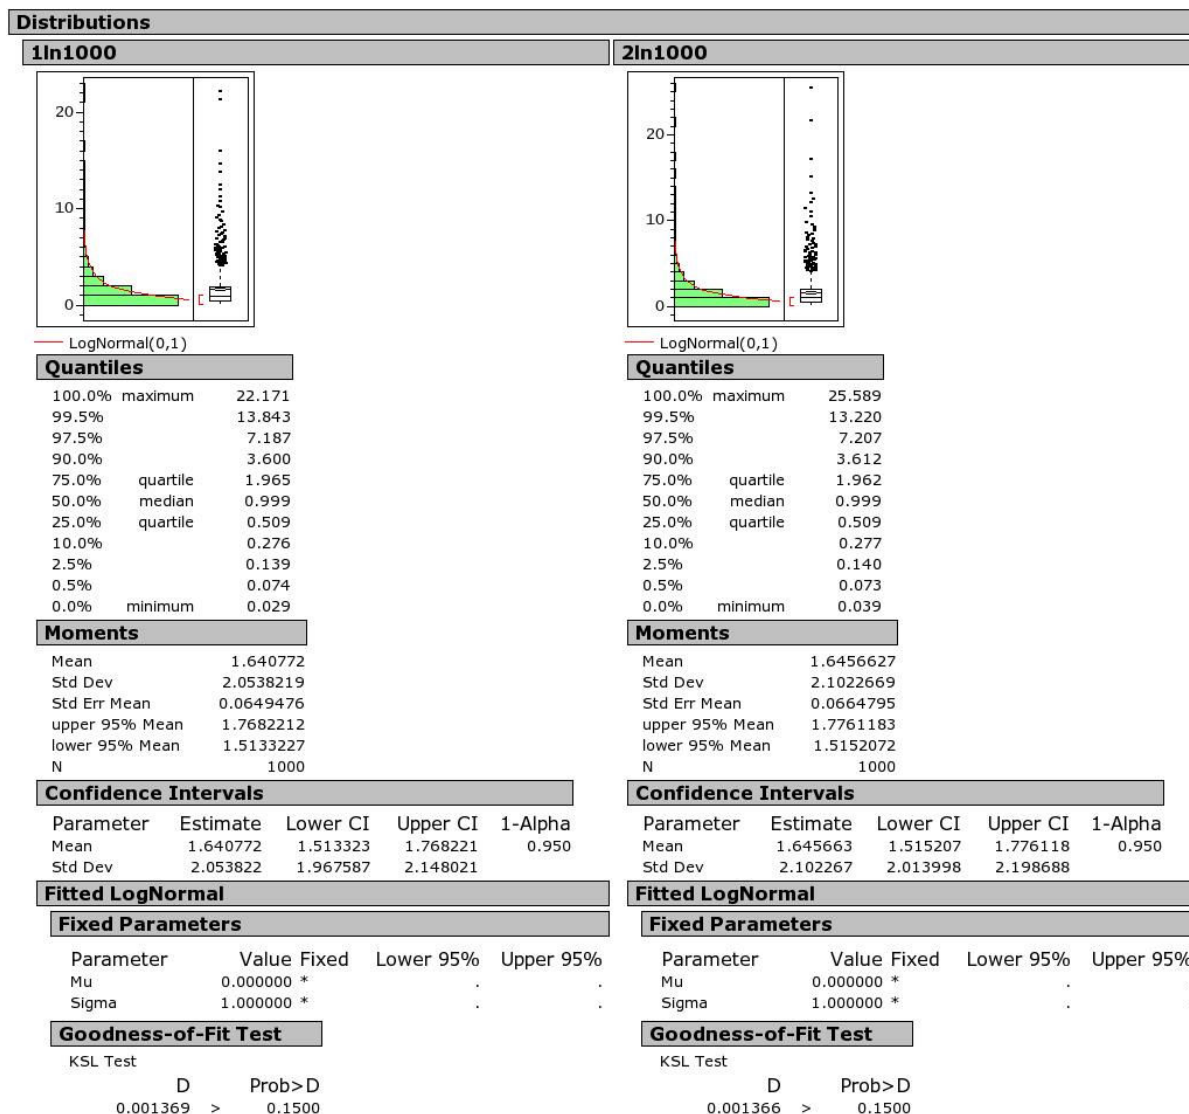 Distributions
1ln1000
20
10
0
LogNormal(0,1)
Quantiles
100.0% maximum 22.171
99.5% 13.843
97.5% 7.187
90.0% 3.600
75.0% quartile 1.965
50.0% median 0.999
25.0% quartile 0.509
10.0% 0.276
2.5% 0.139
0.5% 0.074
0.0% minimum 0.029
Moments
Mean 1.640772
Std Dev 2.0538219
Std Err Mean 0.0649476
upper 95% Mean 1.7682212
lower 95% Mean 1.5133227
N 1000
Confidence Intervals
Parameter Estimate Lower CI Upper CI 1-Alpha
Mean 1.640772 1.513323 1.768221 0.950
Std Dev 2.053822 1.967587 2.148021
Fitted LogNormal
Fixed Parameters
Parameter Value Fixed Lower 95% Upper 95%
Mu 0.000000 * . .
Sigma 1.000000 * . .
Goodness-of-Fit Test
KSL Test
D Prob>D
0.001369 > 0.1500
2ln1000
20
10
0
LogNormal(0,1)
Quantiles
100.0% maximum 25.589
99.5% 13.220
97.5% 7.207
90.0% 3.612
75.0% quartile 1.962
50.0% median 0.999
25.0% quartile 0.509
10.0% 0.277
2.5% 0.140
0.5% 0.073
0.0% minimum 0.039
Moments
Mean 1.6456627
Std Dev 2.1022669
Std Err Mean 0.0664795
upper 95% Mean 1.7761183
lower 95% Mean 1.5152072
N 1000
Confidence Intervals
Parameter Estimate Lower CI Upper CI 1-Alpha
Mean 1.645663 1.515207 1.776118 0.950
Std Dev 2.102267 2.013998 2.198688
Fitted LogNormal
Fixed Parameters
Parameter Value Fixed Lower 95% Upper 95%
Mu 0.000000 * .
Sigma 1.000000 * .
Goodness-of-Fit Test
KSL Test
D Prob>D
0.001366 > 0.1500